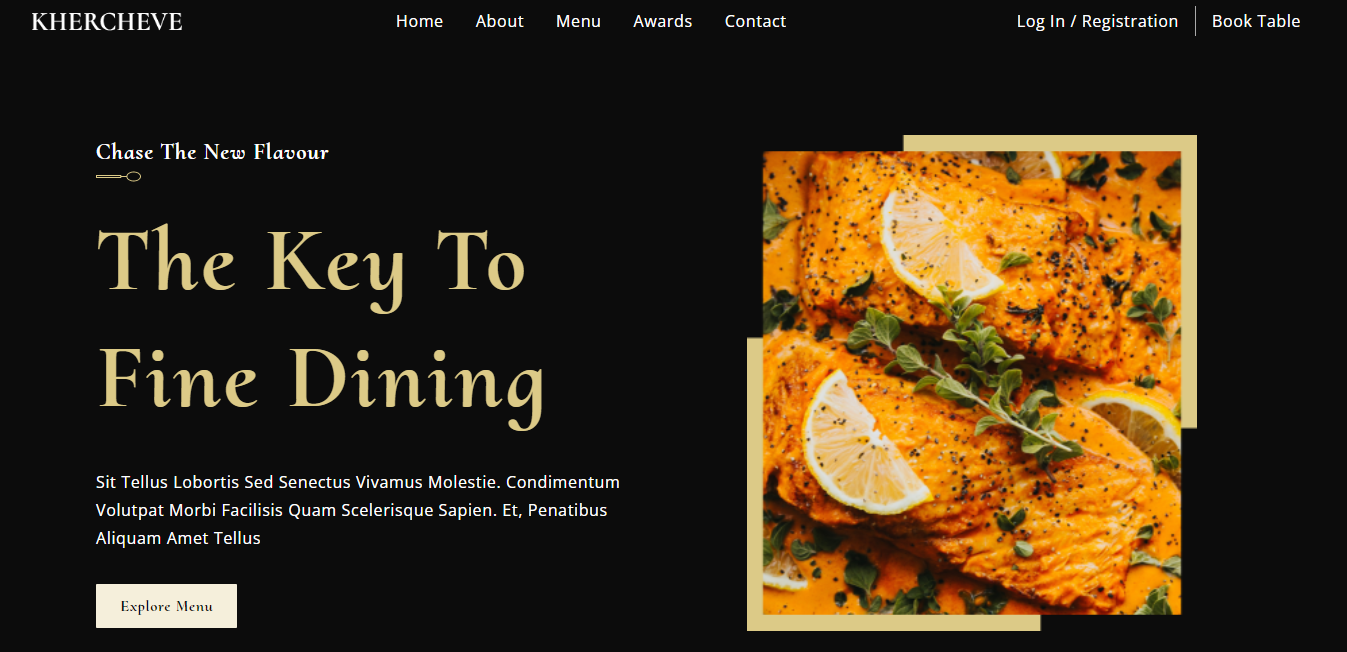 KHERCHEVE
Home About Menu Awards Contact
Log In / Registration Book Table
Chase The New Flavour
The Key To
Fine Dining
Sit Tellus Lobortis Sed Senectus Vivamus Molestie. Condimentum
Volutpat Morbi Facilisis Quam Scelerisque Sapien. Et, Penatibus
Aliquam Amet Tellus
Explore Menu